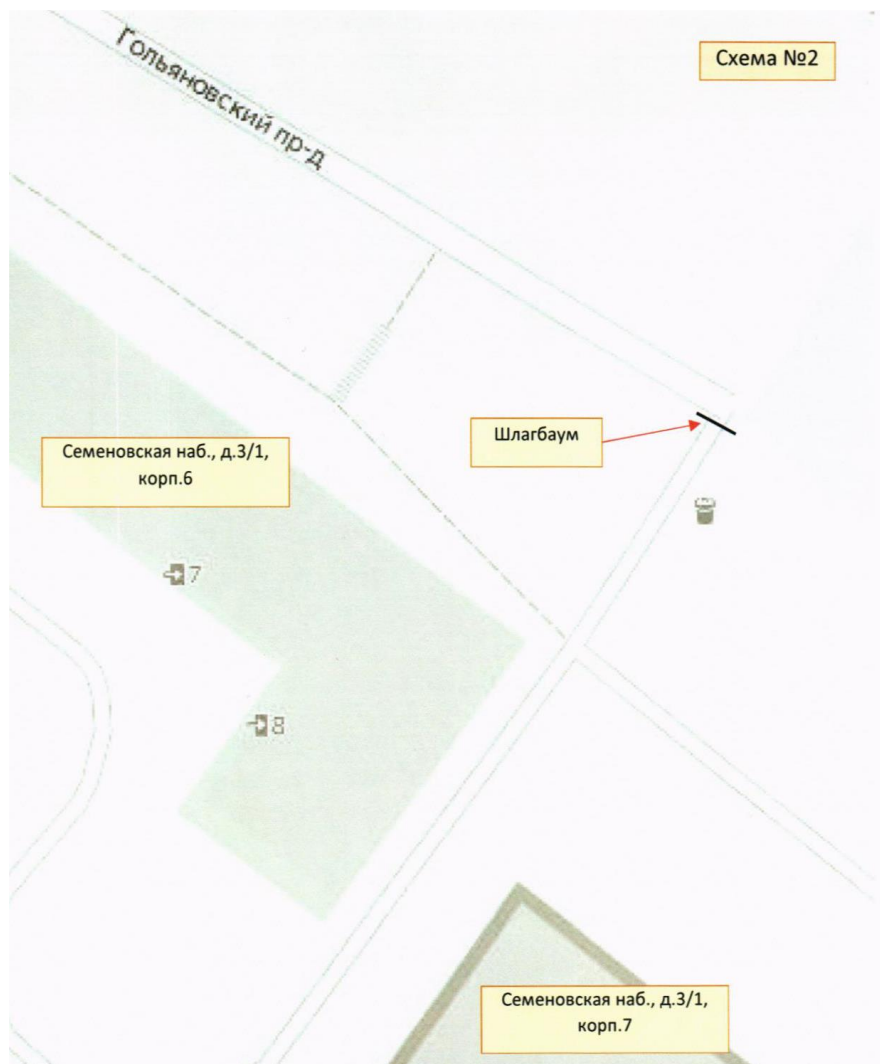 Схема №2
Гольяновский пр-д
Шлагбаум
Семеновская наб., д.3/1,
корп.6
7
8
Семеновская наб., д.3/1,
корп.7